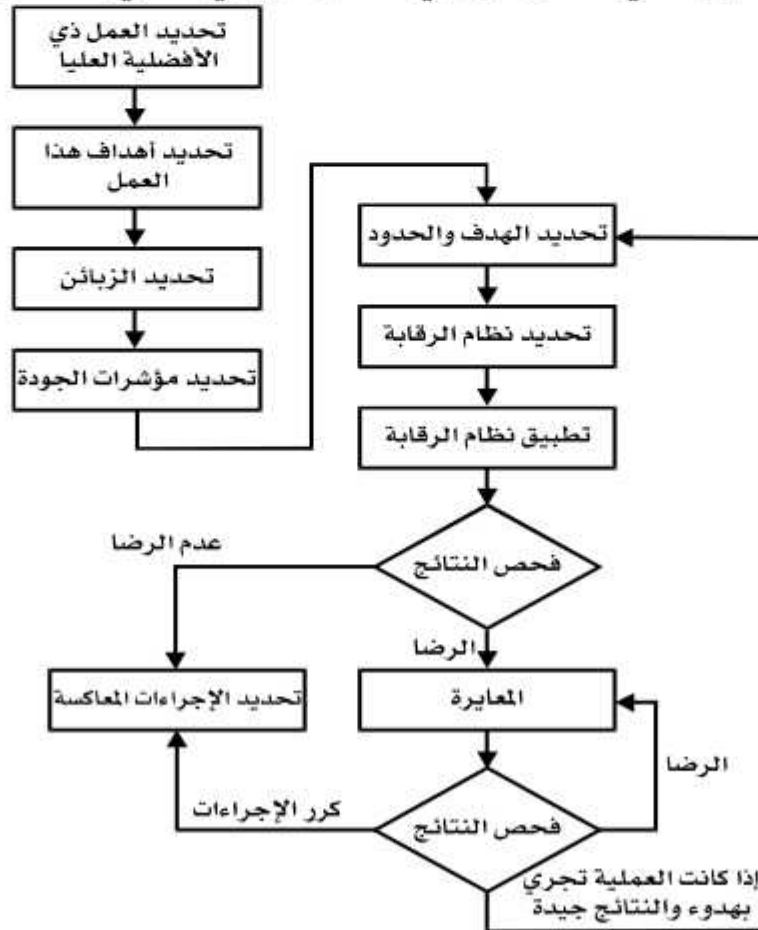 تحديد العمل ذي
الأفضلية العليا
تحديد أهداف هذا
العمل
تحديد الزبائن
تحديد مؤشرات الجودة
تحديد الهدف والحدود
تحديد نظام الرقابة
تطبيق نظام الرقابة
فحص النتائج
عدم الرضا
الرضا
تحديد الإجراءات المعاكسة
المعايرة
الرضا
كرر الإجراءات
فحص النتائج
إذا كانت العملية تجري
بهدوء والنتائج جيدة